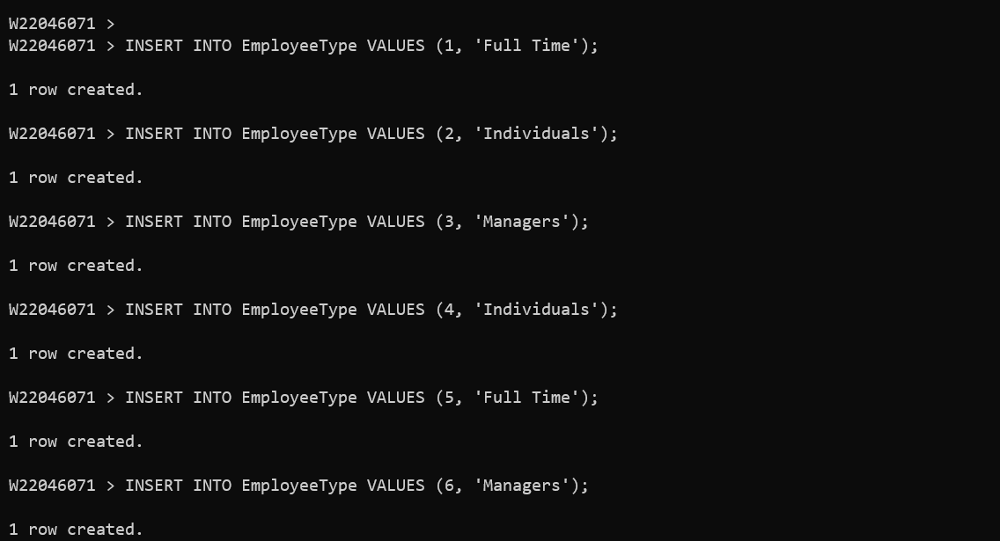 W22046071 >
W22046071 > INSERT INTO EmployeeType VALUES (1, 'Full Time');
1 row created.
W22046071 > INSERT INTO EmployeeType VALUES (2, 'Individuals');
1 row created.
W22046071 > INSERT INTO EmployeeType VALUES (3, 'Managers');
1 row created.
W22046071 > INSERT INTO EmployeeType VALUES (4, 'Individuals');
1 row created.
W22046071 > INSERT INTO EmployeeType VALUES (5, 'Full Time');
1 row created.
W22046071 > INSERT INTO EmployeeType VALUES (6, 'Managers');
1 row created.